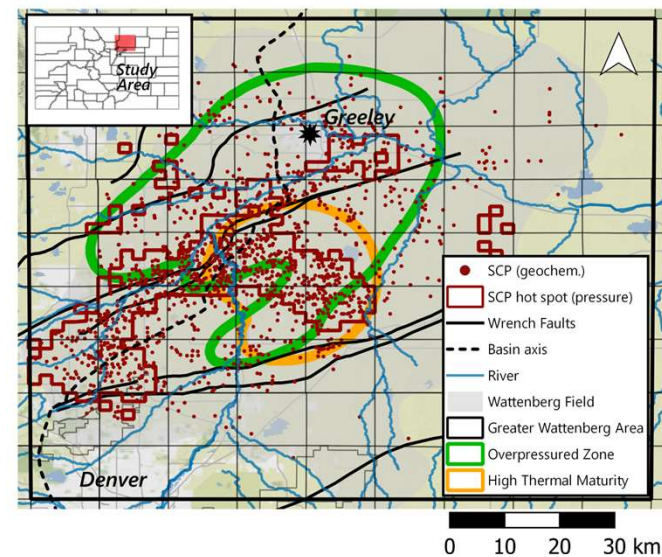 Study
Area
Greeley
Denver
SCP (geochem.)
SCP hot spot (pressure)
Wrench Faults
Basin axis
River
Wattenberg Field
Greater Wattenberg Area
Overpressured Zone
High Thermal Maturity
0 10 20 30 km